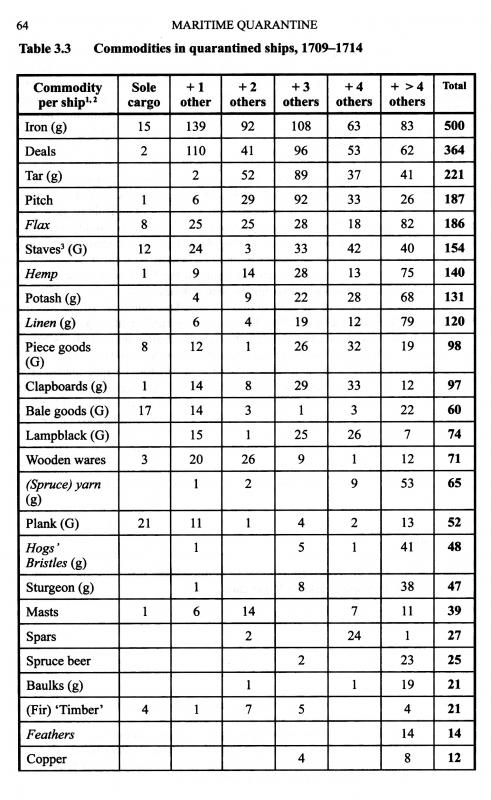 64 MARITIME QUARANTINE
Table 3.3 Commodities in quarantined ships, 1709–1714
Commodity per ship¹,² Sole cargo + 1 other + 2 others + 3 others + 4 others + > 4 others Total
Iron (g) 15 139 92 108 63 83 500
Deals 2 110 41 96 53 62 364
Tar (g) 2 52 89 37 41 221
Pitch 1 6 29 92 33 26 187
Flax 8 25 25 28 18 82 186
Staves³ (G) 12 24 3 33 42 40 154
Hemp 1 9 14 28 13 75 140
Potash (g) 4 9 22 28 68 131
Linen (g) 6 4 19 12 79 120
Piece goods (G) 8 12 1 26 32 19 98
Clapboards (g) 1 14 8 29 33 12 97
Bale goods (G) 17 14 3 1 3 22 60
Lampblack (G) 15 1 25 26 7 74
Wooden wares 3 20 26 9 1 12 71
(Spruce) yarn (g) 1 2 9 53 65
Plank (G) 21 11 1 4 2 13 52
Hogs' Bristles (g) 1 5 1 41 48
Sturgeon (g) 1 8 38 47
Masts 1 6 14 7 11 39
Spars 2 24 1 27
Spruce beer 2 23 25
Baulks (g) 1 1 19 21
(Fir) 'Timber' 4 1 7 5 4 21
Feathers 14 14
Copper 4 8 12